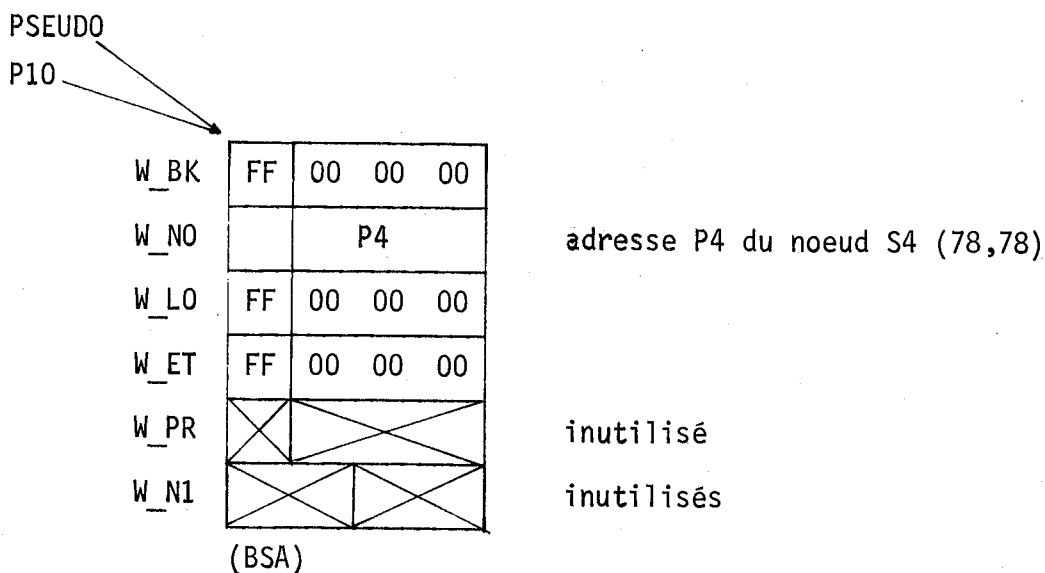 PSEUDO
P10
W_BK FF 00 00 00
W_NO P4 adresse P4 du noeud S4 (78,78)
W_LO FF 00 00 00
W_ET FF 00 00 00
W_PR inutilisé
W_N1 inutilisés
(BSA)